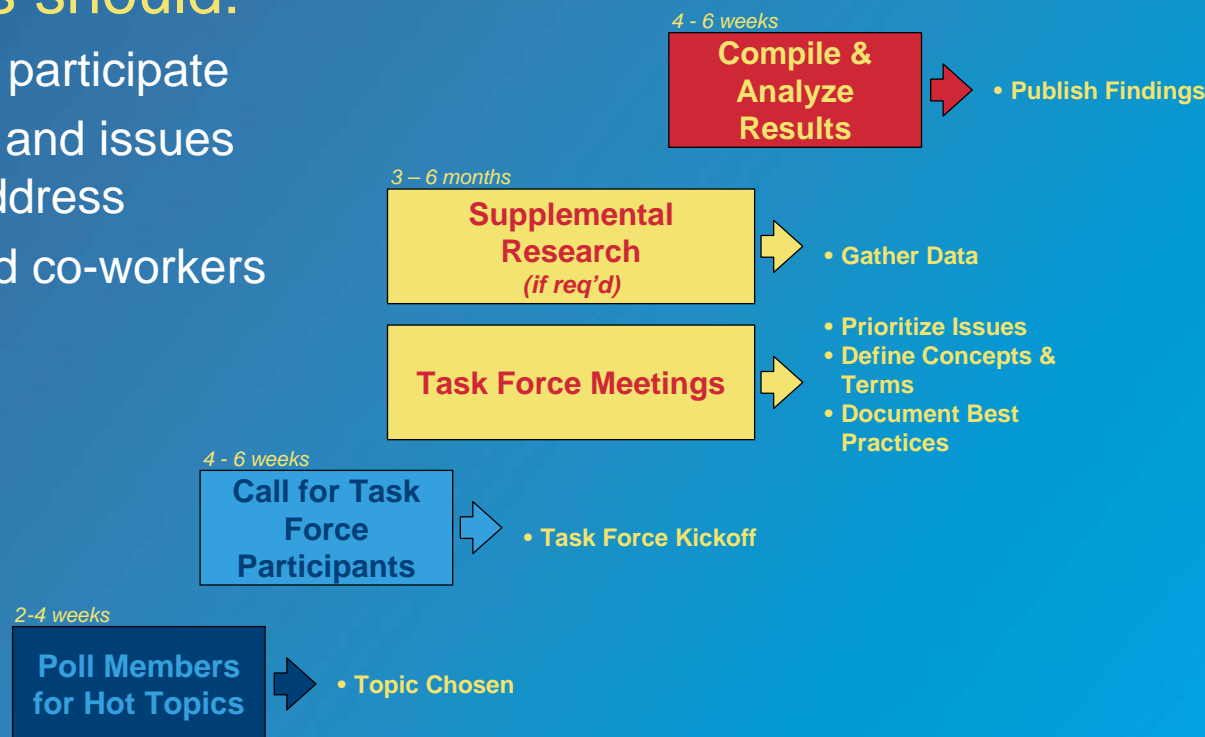 should:
participate
and issues
co-workers
4 - 6 weeks
Compile &
Analyze
Results
• Publish Findings
3 – 6 months
Supplemental
Research
(if req’d)
• Gather Data
Task Force Meetings
• Prioritize Issues
• Define Concepts &
Terms
• Document Best
Practices
4 - 6 weeks
Call for Task
Force
Participants
• Task Force Kickoff
2-4 weeks
Poll Members
for Hot Topics
• Topic Chosen